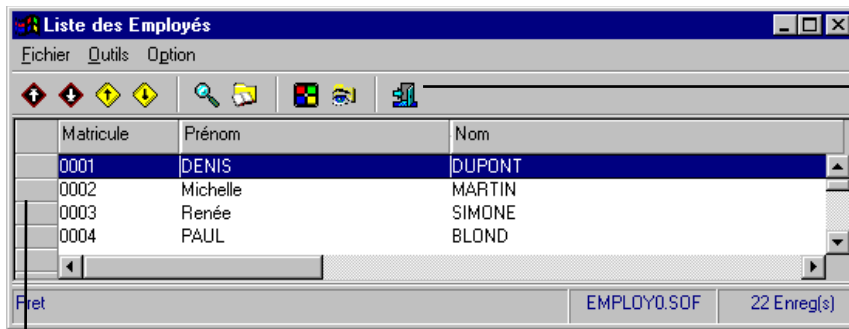 Liste des Employés
Fichier Outils Option
Matricule Prénom Nom
0001 DENIS DUPONT
0002 Michelle MARTIN
0003 Renée SIMONE
0004 PAUL BLOND
Pret EMPLOY0.SOF 22 Enreg(s)